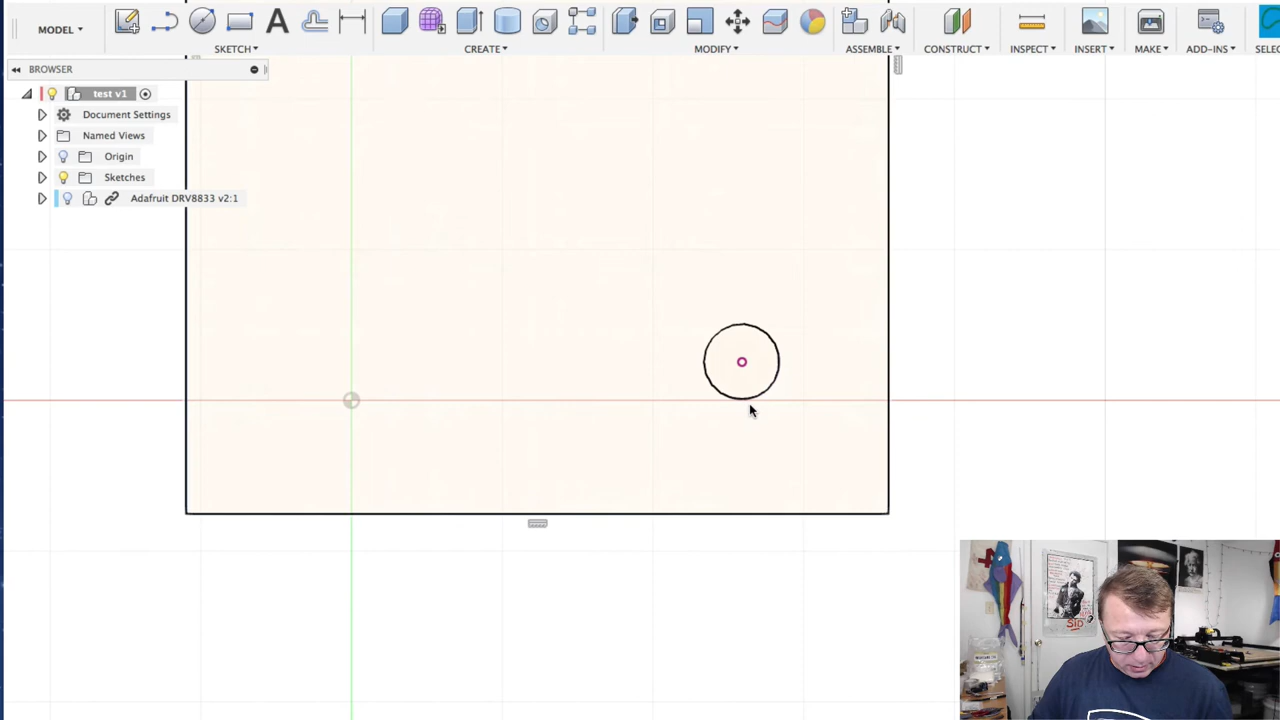 MODEL
SKETCH
CREATE
MODIFY
ASSEMBLE
CONSTRUCT
INSPECT
INSERT
MAKE
ADD-INS
SELEC
BROWSER
test v1
Document Settings
Named Views
Origin
Sketches
Adafruit DRV8833 v2:1
SID